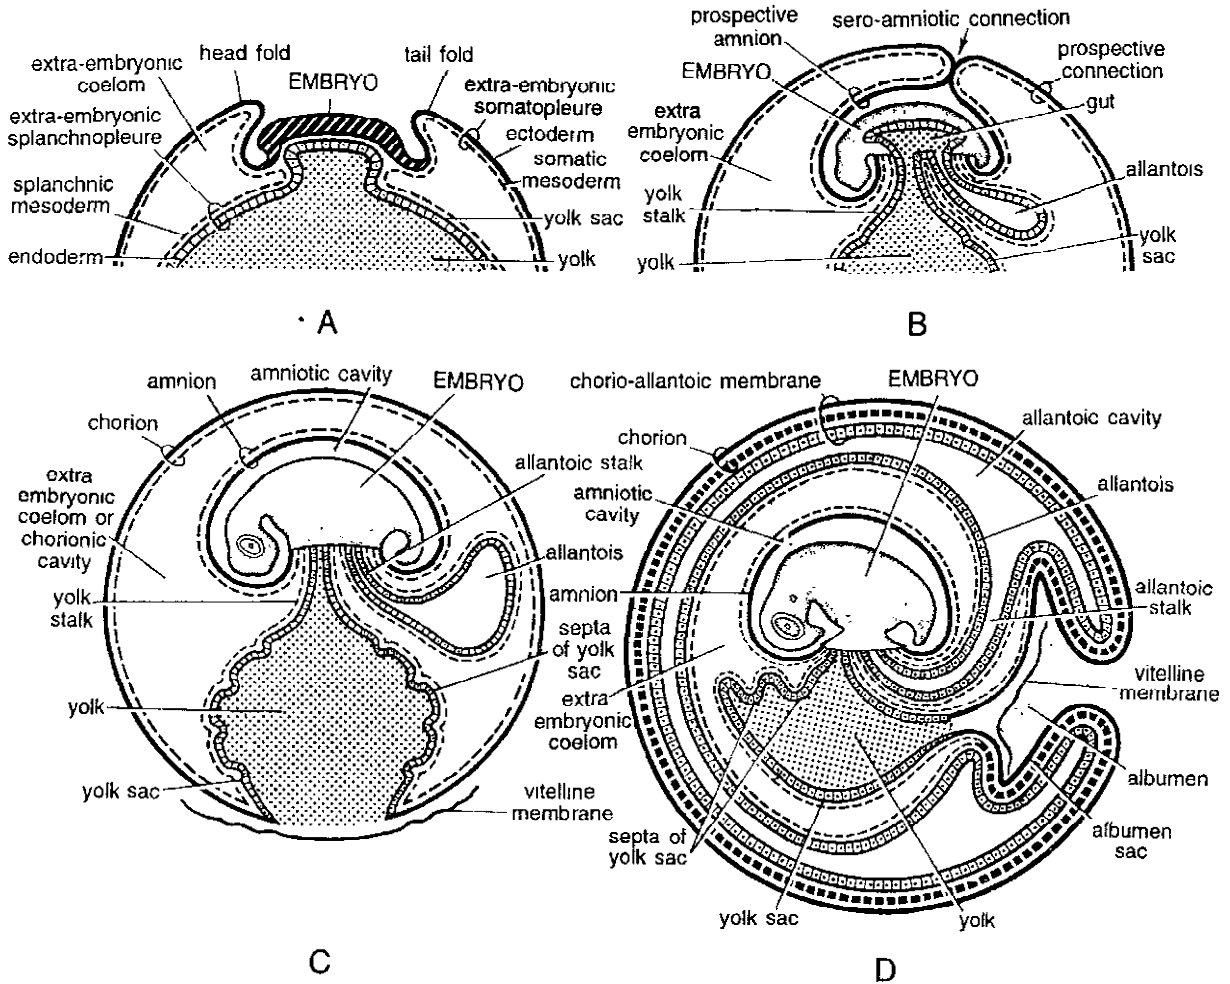 head fold
tail fold
extra-embryonic
coelom
EMBRYO
extra-embryonic
somatopleure
extra-embryonic
splanchnopleure
ectoderm
somatic
mesoderm
splanchnic
mesoderm
yolk sac
endoderm
yolk
A
prospective
amnion
sero-amniotic connection
EMBRYO
prospective
connection
gut
extra
embryonic
coelom
allantois
yolk
stalk
yolk
sac
yolk
B
amnion
amniotic cavity
EMBRYO
chorion
allantoic stalk
extra
embryonic
coelom or
chorionic
cavity
allantois
yolk
stalk
septa
of yolk
sac
yolk
yolk sac
vitelline
membrane
C
chorio-allantoic membrane
EMBRYO
allantoic cavity
chorion
amniotic
cavity
allantois
amnion
allantoic
stalk
extra
embryonic
coelom
vitelline
membrane
albumen
septa of
yolk sac
albumen
sac
yolk sac
yolk
D